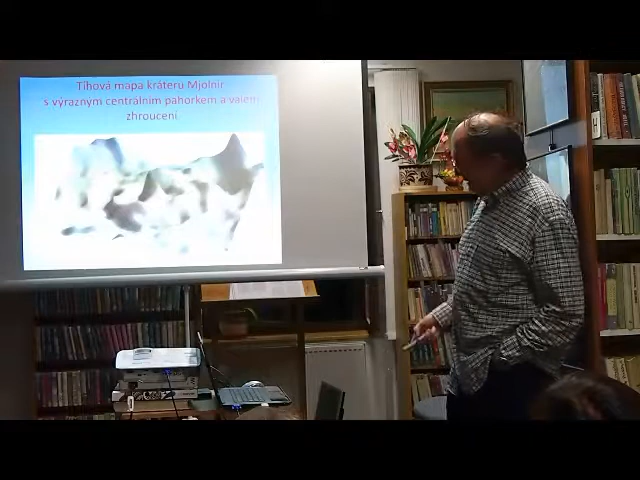 Tíhová mapa kráteru Mjolnir
s výrazným centrálním pahorkem a valem
zhroucení